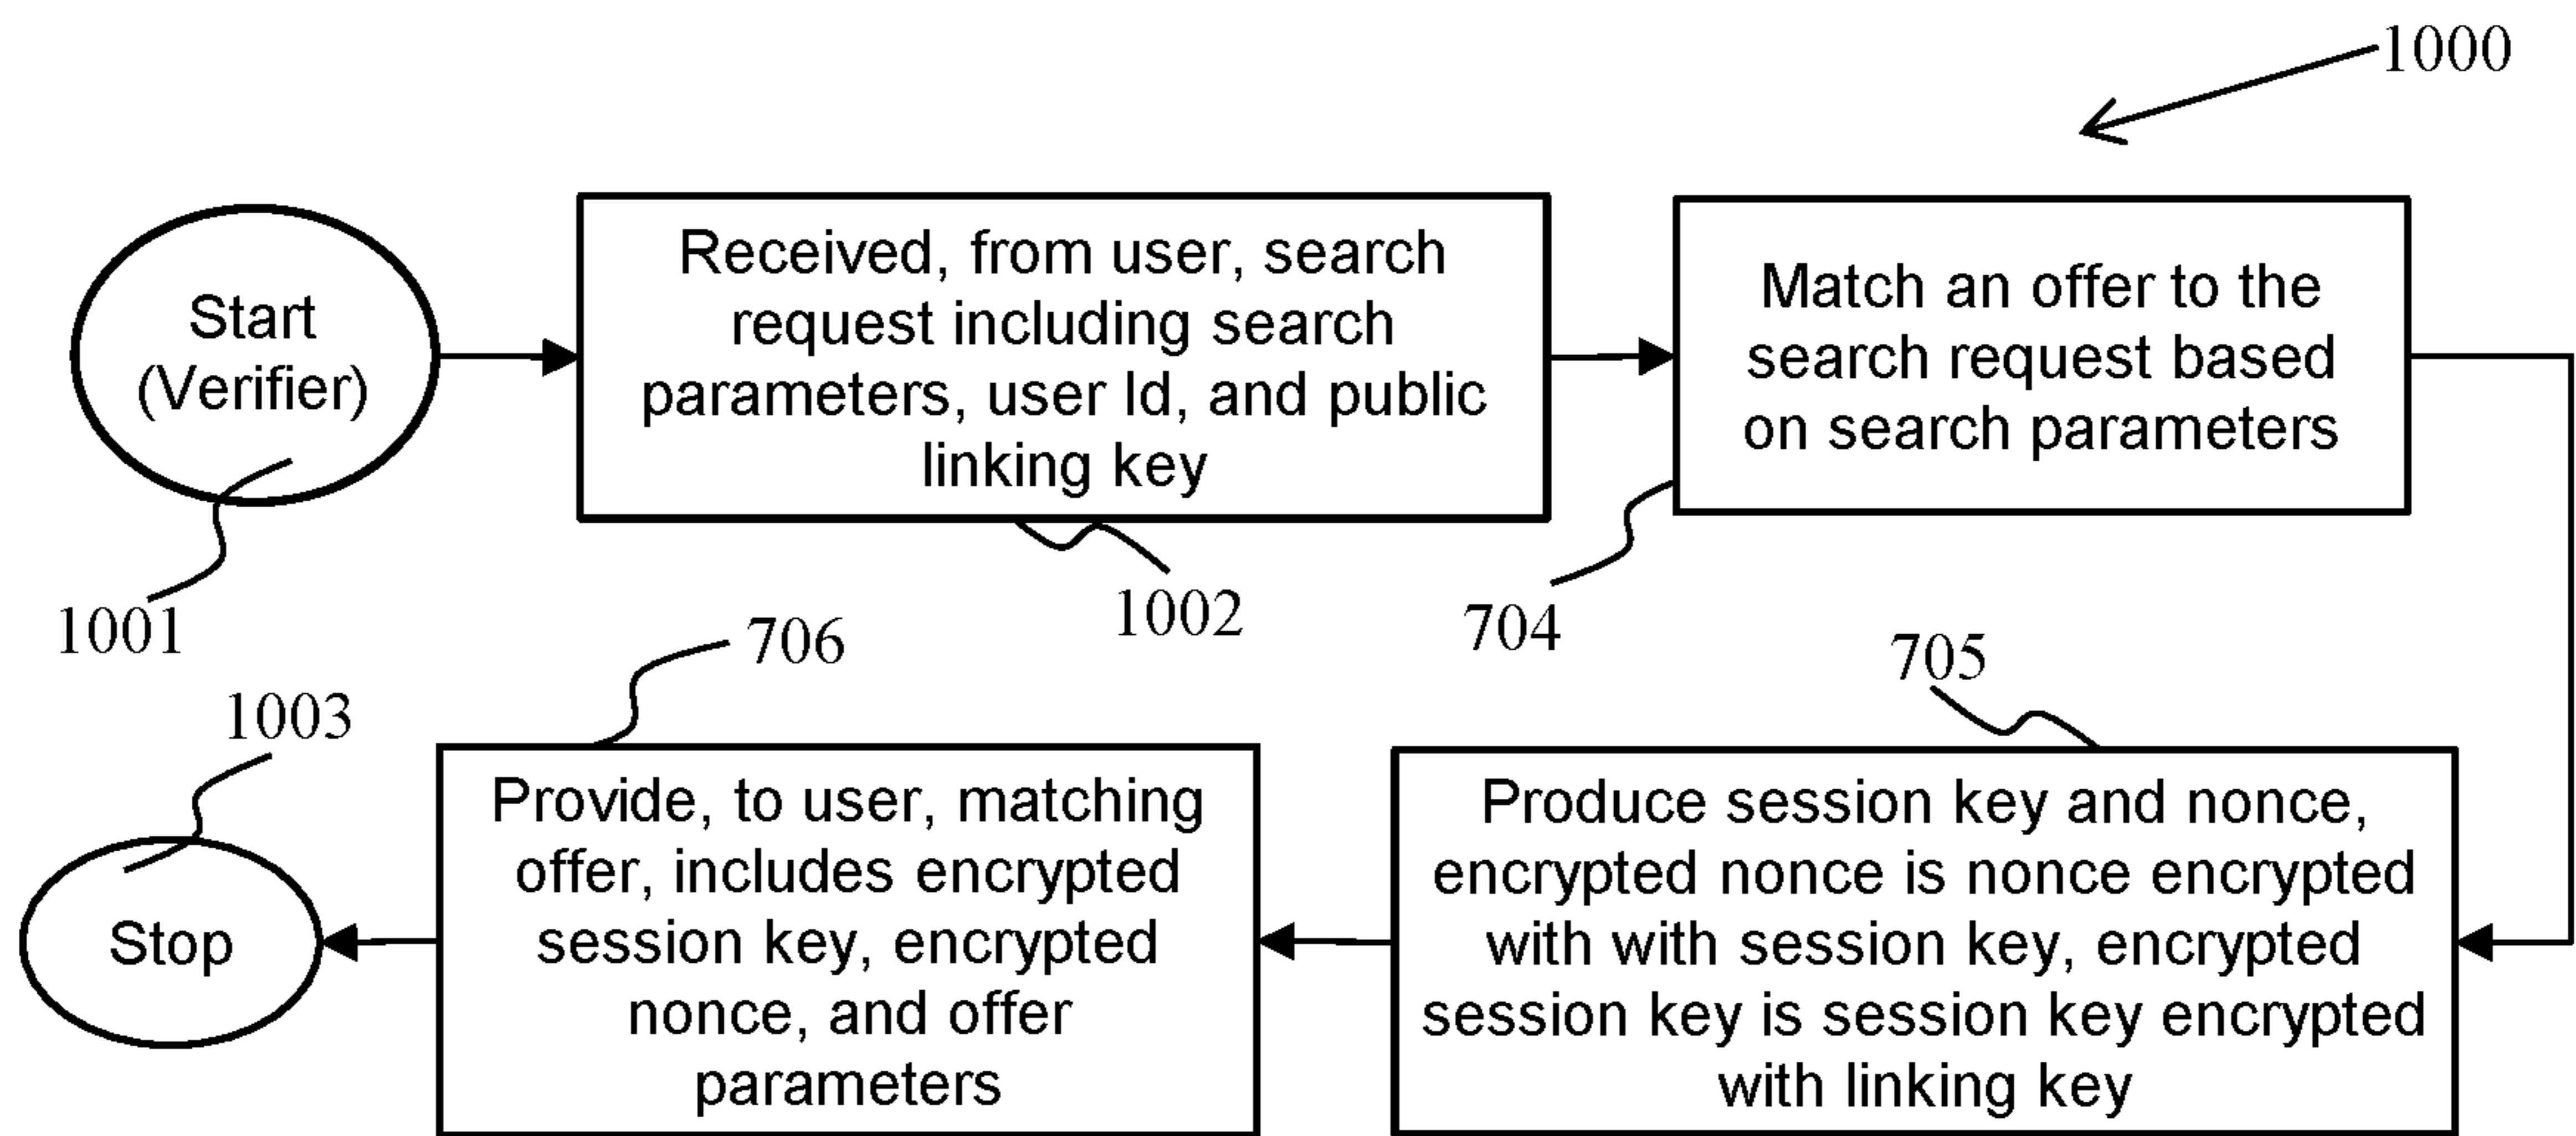 1000
Start
(Verifier)
1001
Received, from user, search
request including search
parameters, user Id, and public
linking key
1002
Match an offer to the
search request based
on search parameters
704
705
Produce session key and nonce,
encrypted nonce is nonce encrypted
with with session key, encrypted
session key is session key encrypted
with linking key
706
Provide, to user, matching
offer, includes encrypted
session key, encrypted
nonce, and offer
parameters
1003
Stop